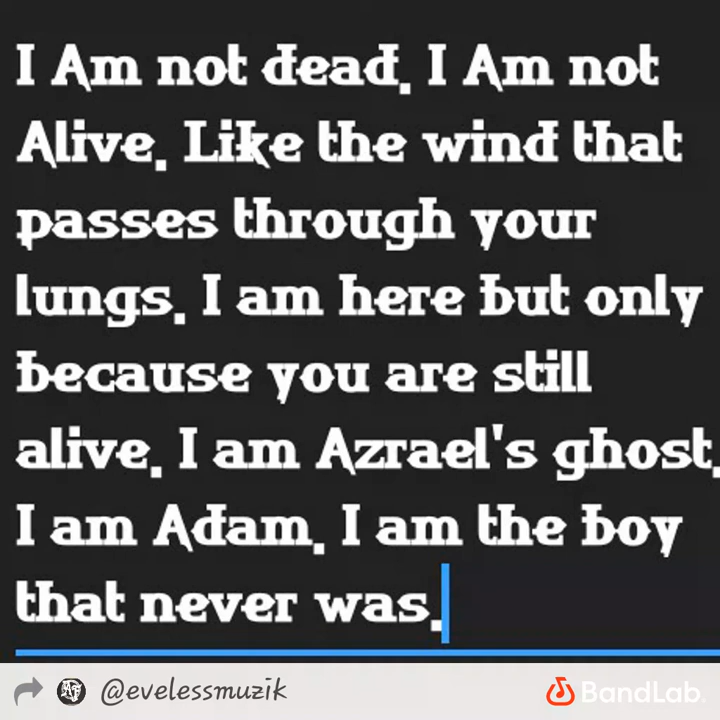 I Am not dead. I Am not
Alive. Like the wind that
passes through your
lungs. I am here but only
because you are still
alive. I am Azrael's ghost.
I am Adam. I am the boy
that never was.
@evelessmuzik
BandLab